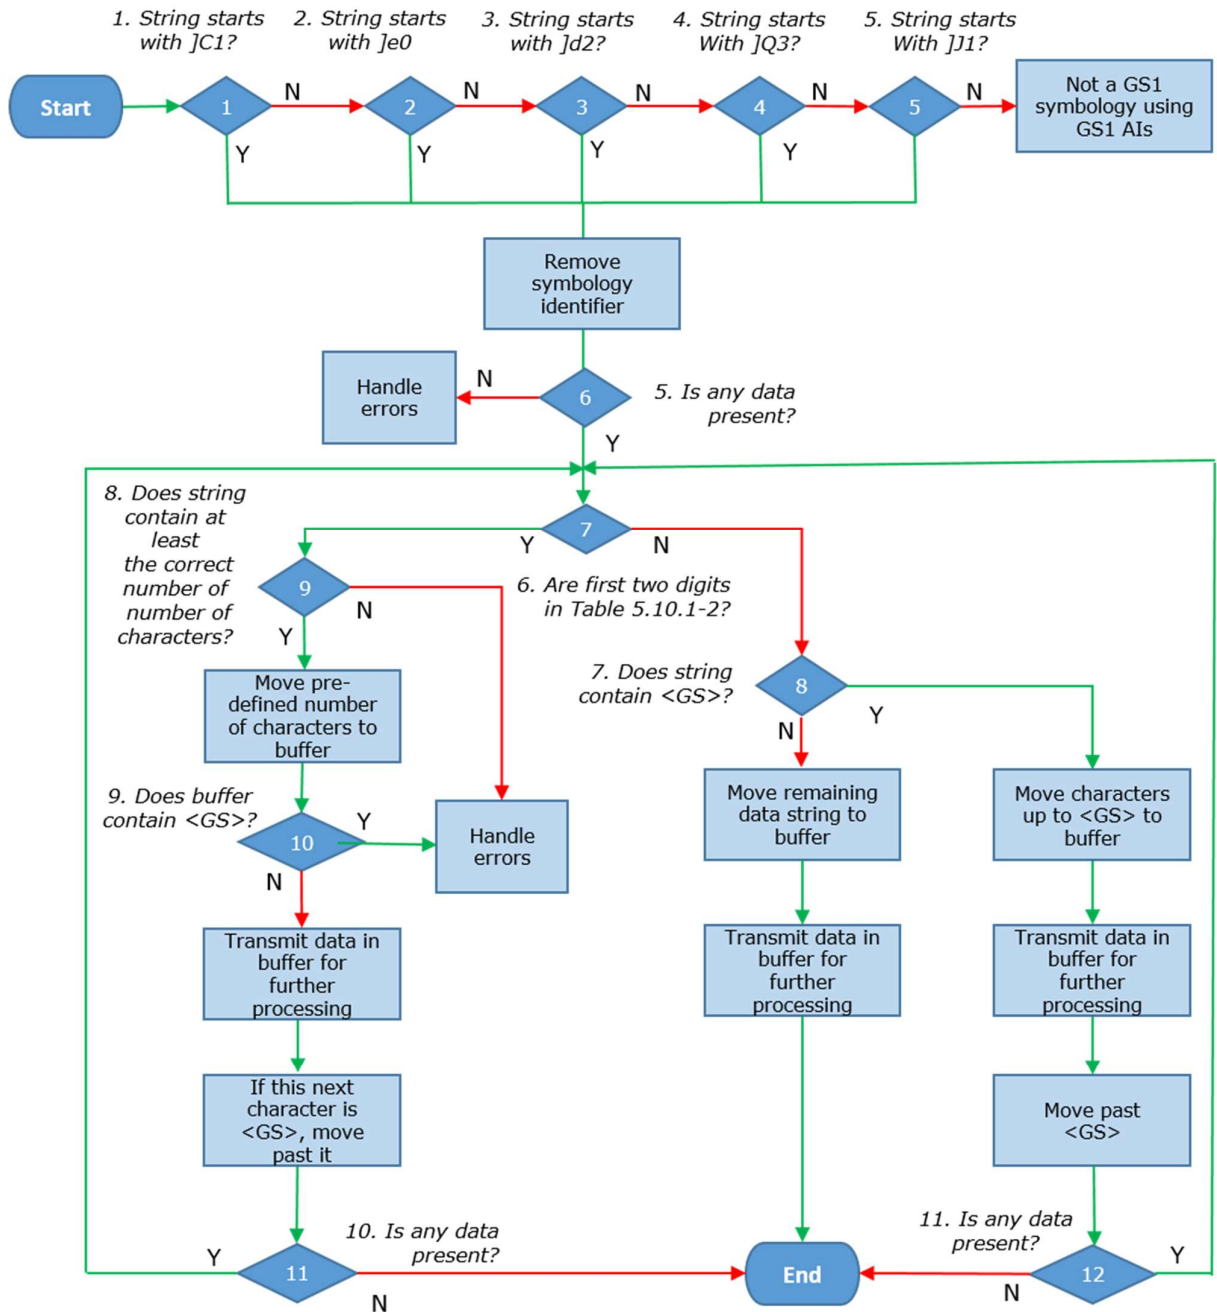 1. String starts
with ]C1?
2. String starts
with ]e0
3. String starts
with ]d2?
4. String starts
With ]Q3?
5. String starts
With ]J1?
Start
1
N
2
N
3
N
4
N
5
N
Not a GS1
symbology using
GS1 AIs
Y
Y
Y
Y
Y
Remove
symbology
identifier
Handle
errors
N
6
5. Is any data
present?
Y
8. Does string
contain at
least
the correct
number of
number of
characters?
7
Y
N
9
N
Y
6. Are first two digits
in Table 5.10.1-2?
7. Does string
contain <GS>?
8
N
Y
Move pre-
defined number
of characters to
buffer
9. Does buffer
contain <GS>?
10
Y
N
Handle
errors
Move remaining
data string to
buffer
Move characters
up to <GS> to
buffer
Transmit data in
buffer for
further
processing
Transmit data in
buffer for
further
processing
Transmit data in
buffer for
further
processing
If this next
character is
<GS>, move
past it
Move past
<GS>
10. Is any data
present?
11. Is any data
present?
Y
11
N
End
N
12
Y